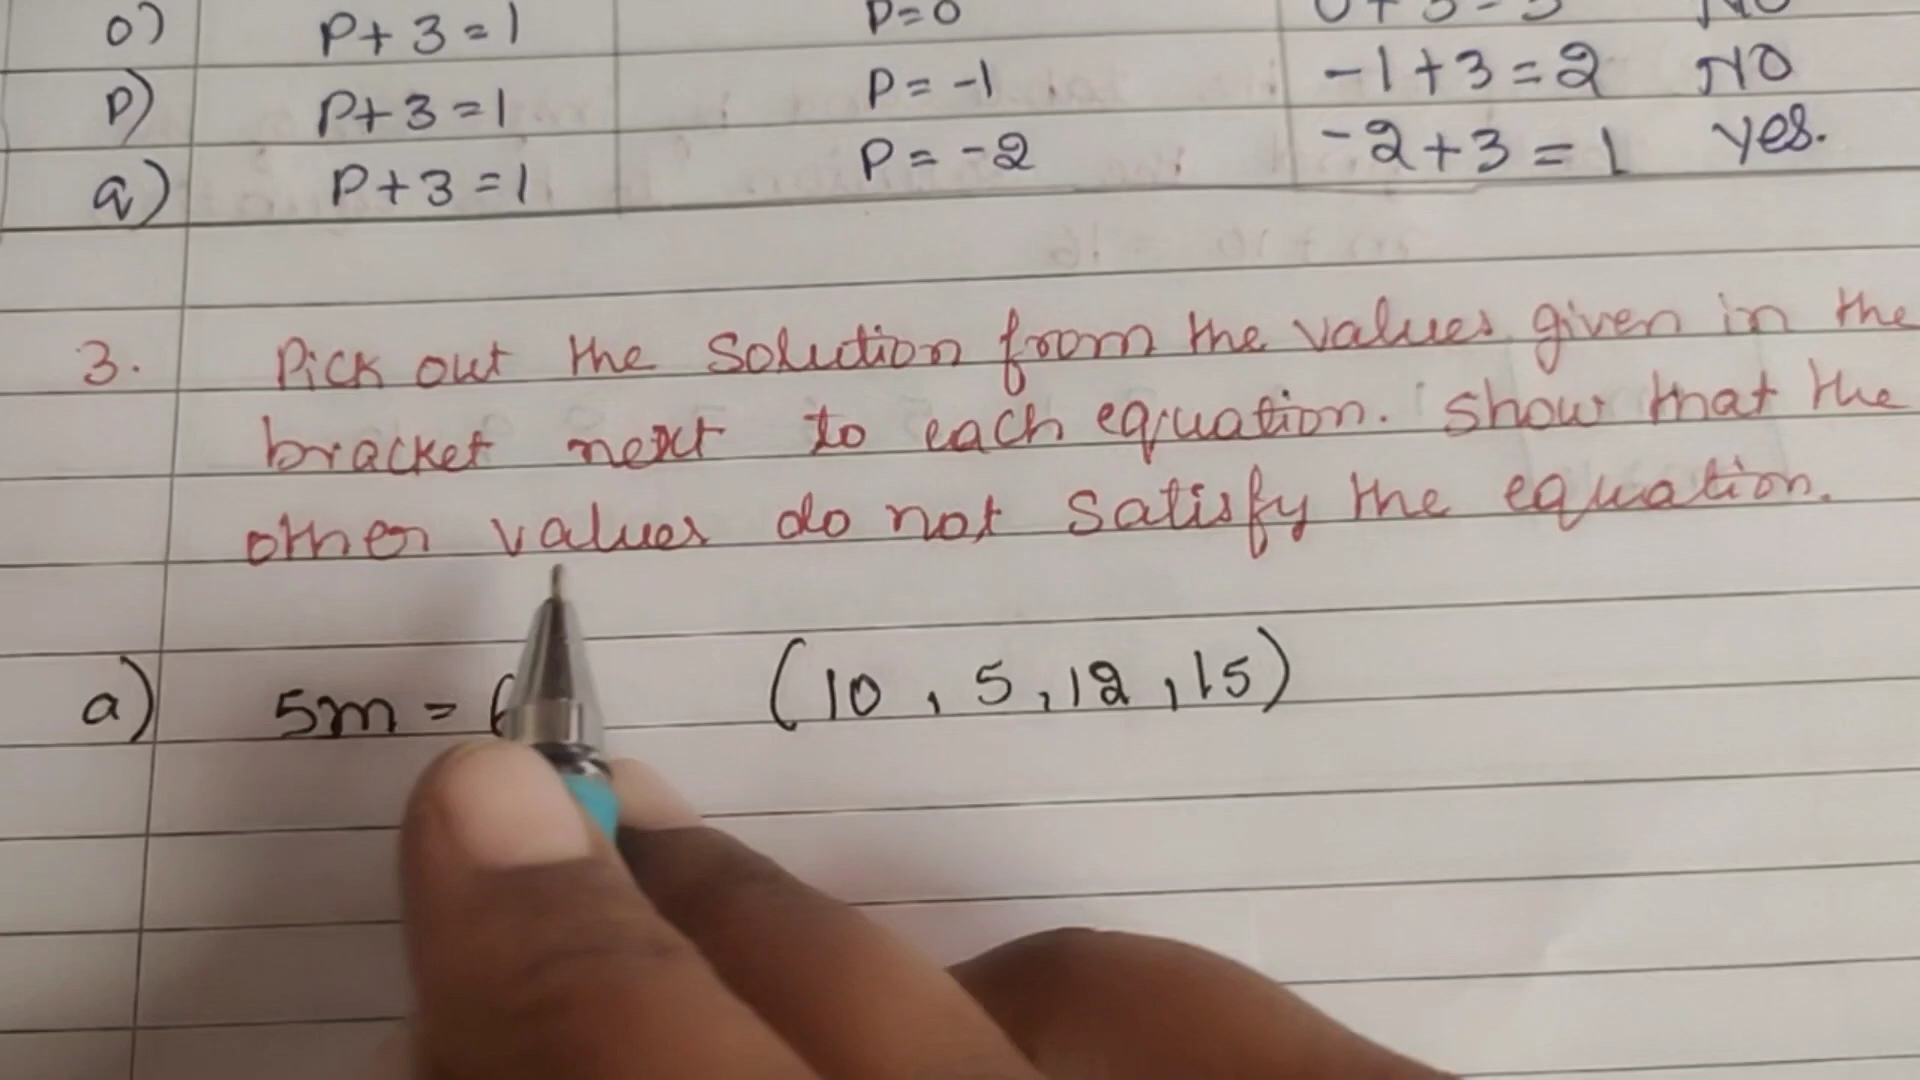 o) P+3=1 P=0
p) P+3=1 P=-1 -1+3=2 NO
q) P+3=1 P=-2 -2+3=1 yes.
3. Pick out the solution from the values given in the
bracket next to each equation. show that the
other values do not satisfy the equation.
a) 5m = (10, 5, 12, 15)